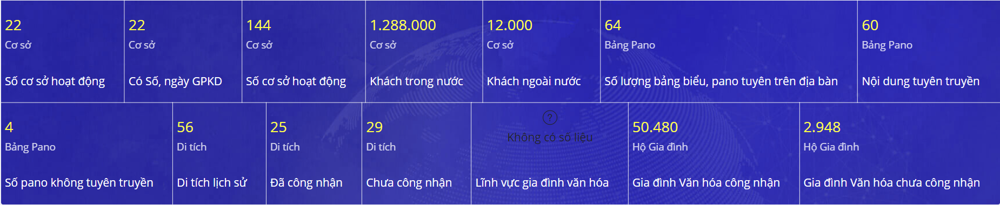 22
Cơ sở
Số cơ sở hoạt động
22
Cơ sở
Có Số, ngày GPKD
144
Cơ sở
Số cơ sở hoạt động
1.288.000
Cơ sở
Khách trong nước
12.000
Cơ sở
Khách ngoài nước
64
Bảng Pano
Số lượng bảng biểu, pano tuyên trên địa bàn
60
Bảng Pano
Nội dung tuyên truyền
4
Bảng Pano
Số pano không tuyên truyền
56
Di tích
Di tích lịch sử
25
Di tích
Đã công nhận
29
Di tích
Chưa công nhận
?
Không có số liệu
Lĩnh vực gia đình văn hóa
50.480
Hộ Gia đình
Gia đình Văn hóa công nhận
2.948
Hộ Gia đình
Gia đình Văn hóa chưa công nhận